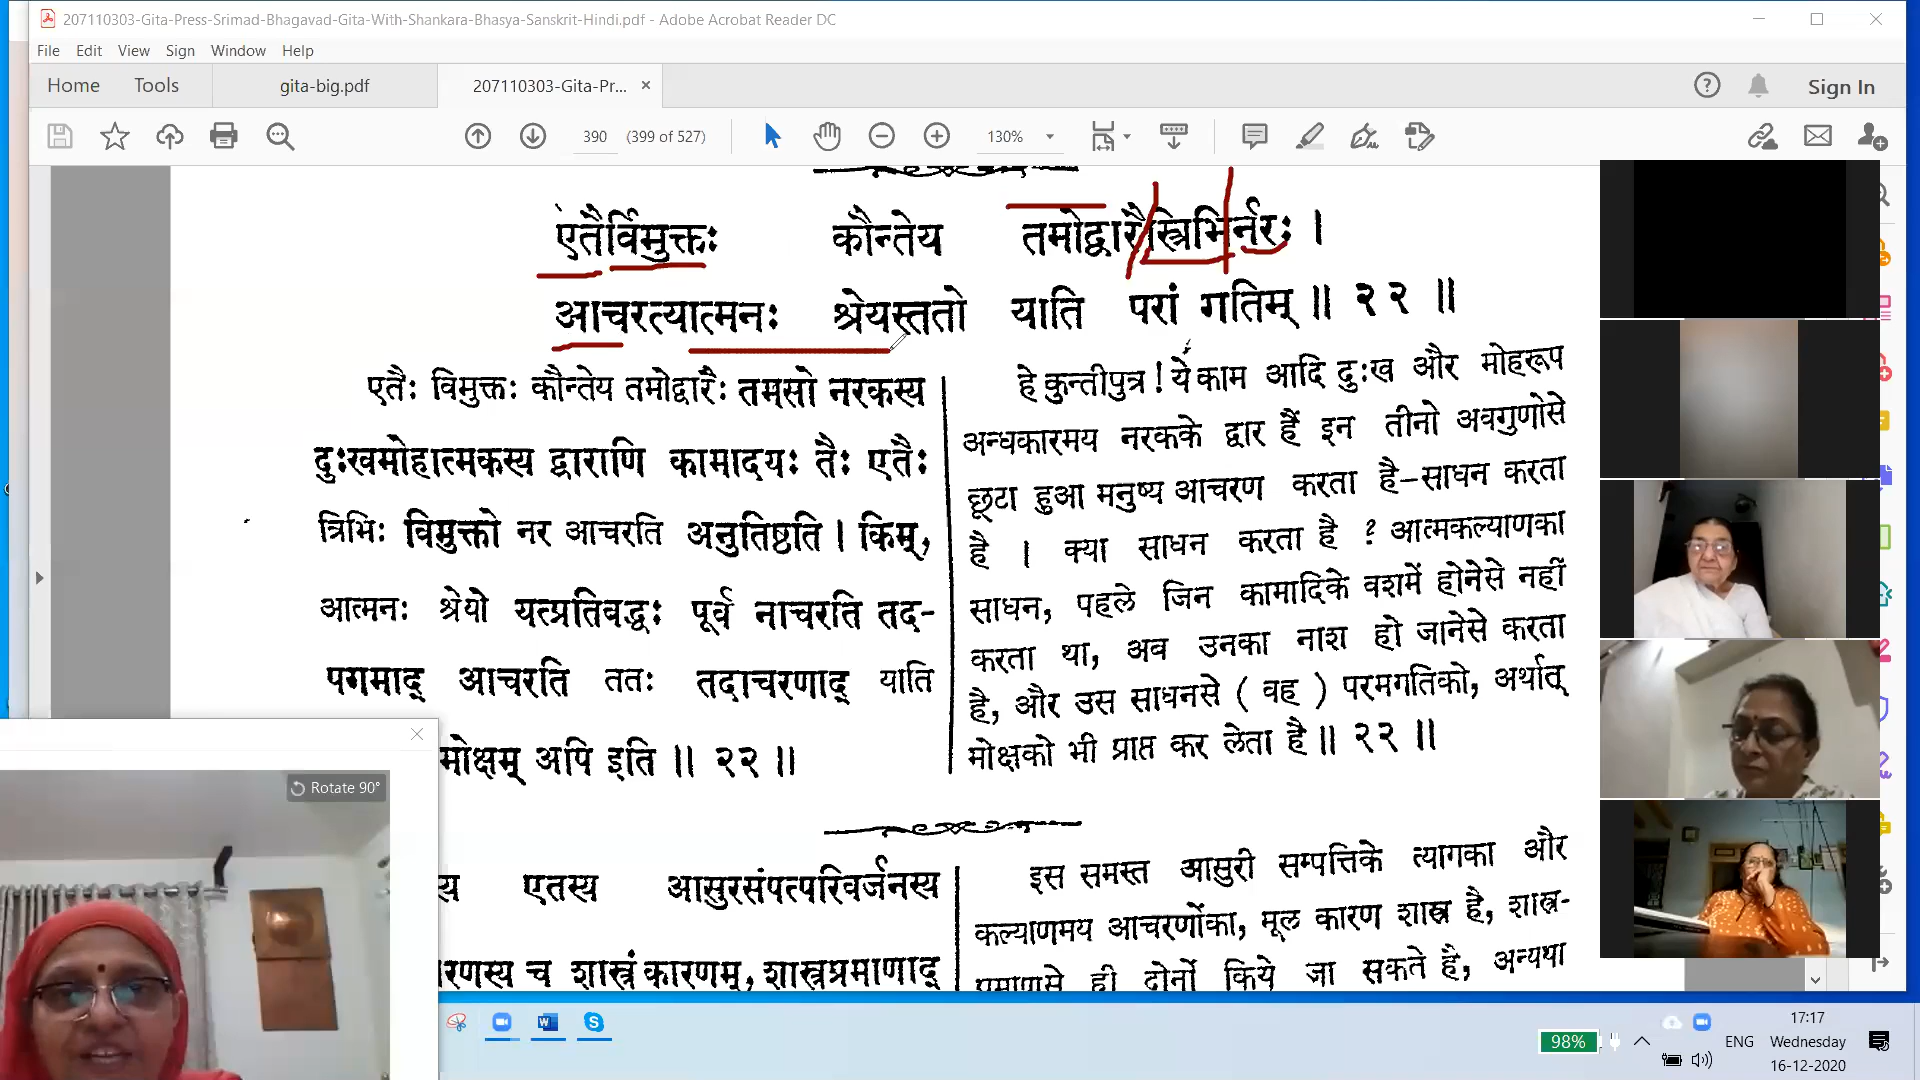 207110303-Gita-Press-Srimad-Bhagavad-Gita-With-Shankara-Bhasya-Sanskrit-Hindi.pdf - Adobe Acrobat Reader DC
File Edit View Sign Window Help
Home Tools gita-big.pdf 207110303-Gita-Pr... × Sign In
390 (399 of 527) 130%
एतैर्विमुक्तः कौन्तेय तमोद्वारैस्त्रिभिर्नरः ।
आचरत्यात्मनः श्रेयस्ततो याति परां गतिम् ॥ २२ ॥
एतैः विमुक्तः कौन्तेय तमोद्वारैः तमसो नरकस्य
दुःखमोहात्मकस्य द्वाराणि कामादयः तैः एतैः
त्रिभिः विमुक्तो नर आचरति अनुतिष्ठति । किम्,
आत्मनः श्रेयो यत्प्रतिबद्धः पूर्वं नाचरति तद-
पगमाद् आचरति ततः तदाचरणाद् याति
मोक्षम् अपि इति ॥ २२ ॥
हे कुन्तीपुत्र ! ये काम आदि दुःख और मोहरूप
अन्धकारमय नरकके द्वार हैं इन तीनो अवगुणोसे
छूटा हुआ मनुष्य आचरण करता है–साधन करता
है । क्या साधन करता है ? आत्मकल्याणका
साधन, पहले जिन कामादिके वशमें होनेसे नहीं
करता था, अब उनका नाश हो जानेसे करता
है, और उस साधनसे ( वह ) परमगतिको, अर्थात्
मोक्षको भी प्राप्त कर लेता है ॥ २२ ॥
स्य एतस्य आसुरसंपत्परिवर्जनस्य
रणस्य च शास्त्रं कारणम्, शास्त्रप्रमाणाद्
इस समस्त आसुरी सम्पत्तिके त्यागका और
कल्याणमय आचरणोंका, मूल कारण शास्त्र है, शास्त्र-
प्रमाणसे ही दोनों किये जा सकते है, अन्यथा
Rotate 90°
98% ENG 17:17
Wednesday
16-12-2020